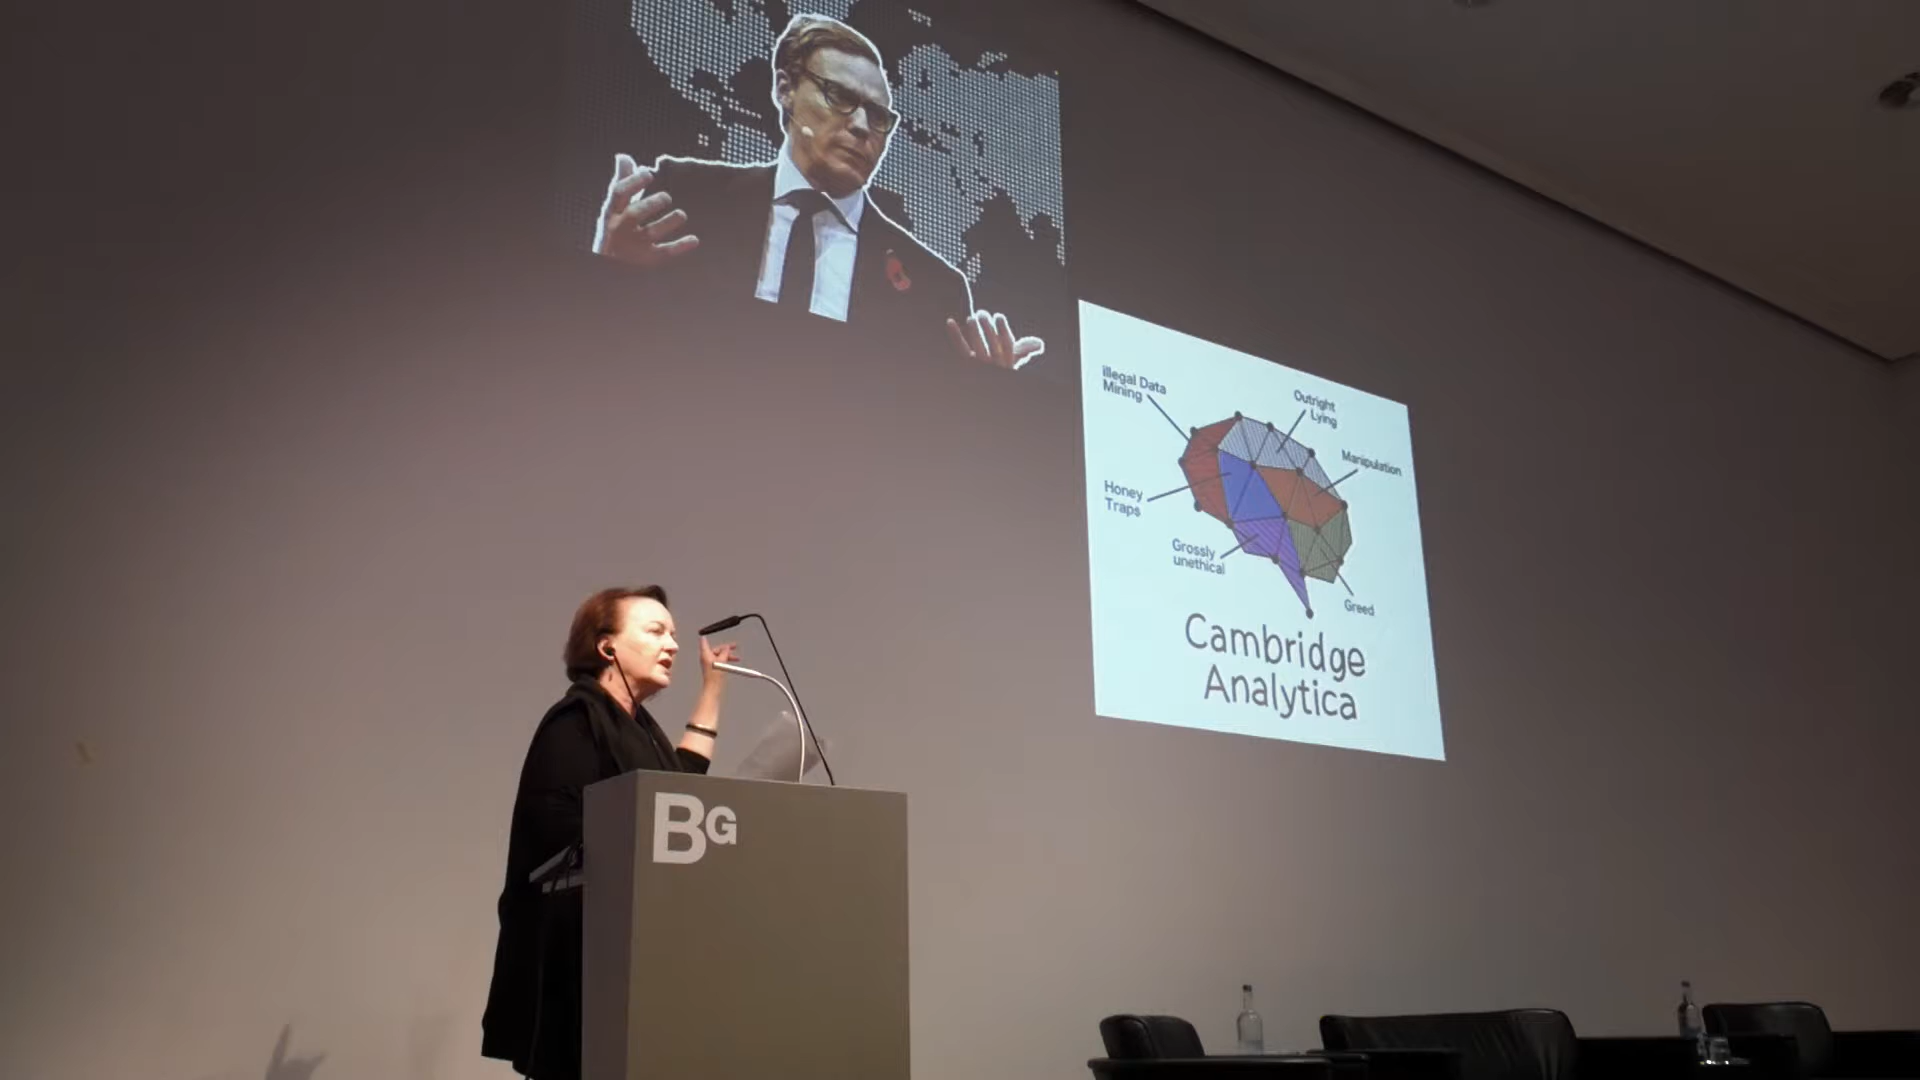 illegal Data
Mining
Outright
Lying
Manipulation
Honey
Traps
Grossly
unethical
Greed
Cambridge
Analytica
BG